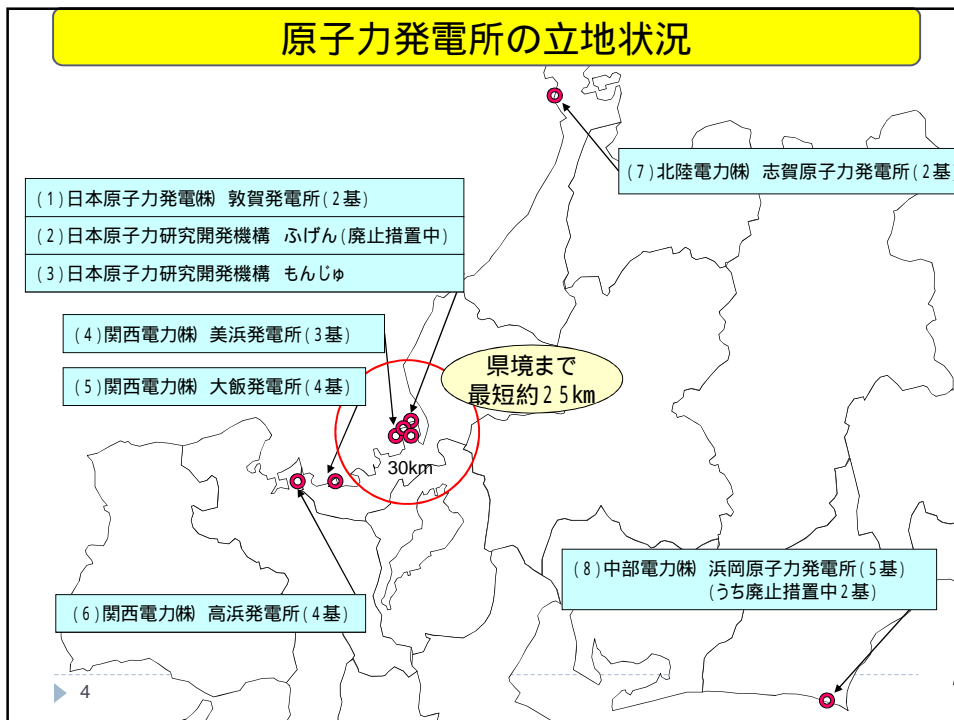 原子力発電所の立地状況
(7)北陸電力㈱ 志賀原子力発電所(2基)
(1)日本原子力発電㈱ 敦賀発電所(2基)
(2)日本原子力研究開発機構 ふげん(廃止措置中)
(3)日本原子力研究開発機構 もんじゅ
(4)関西電力㈱ 美浜発電所(3基)
(5)関西電力㈱ 大飯発電所(4基)
県境まで
最短約25km
30km
(8)中部電力㈱ 浜岡原子力発電所(5基)
(うち廃止措置中2基)
(6)関西電力㈱ 高浜発電所(4基)
4